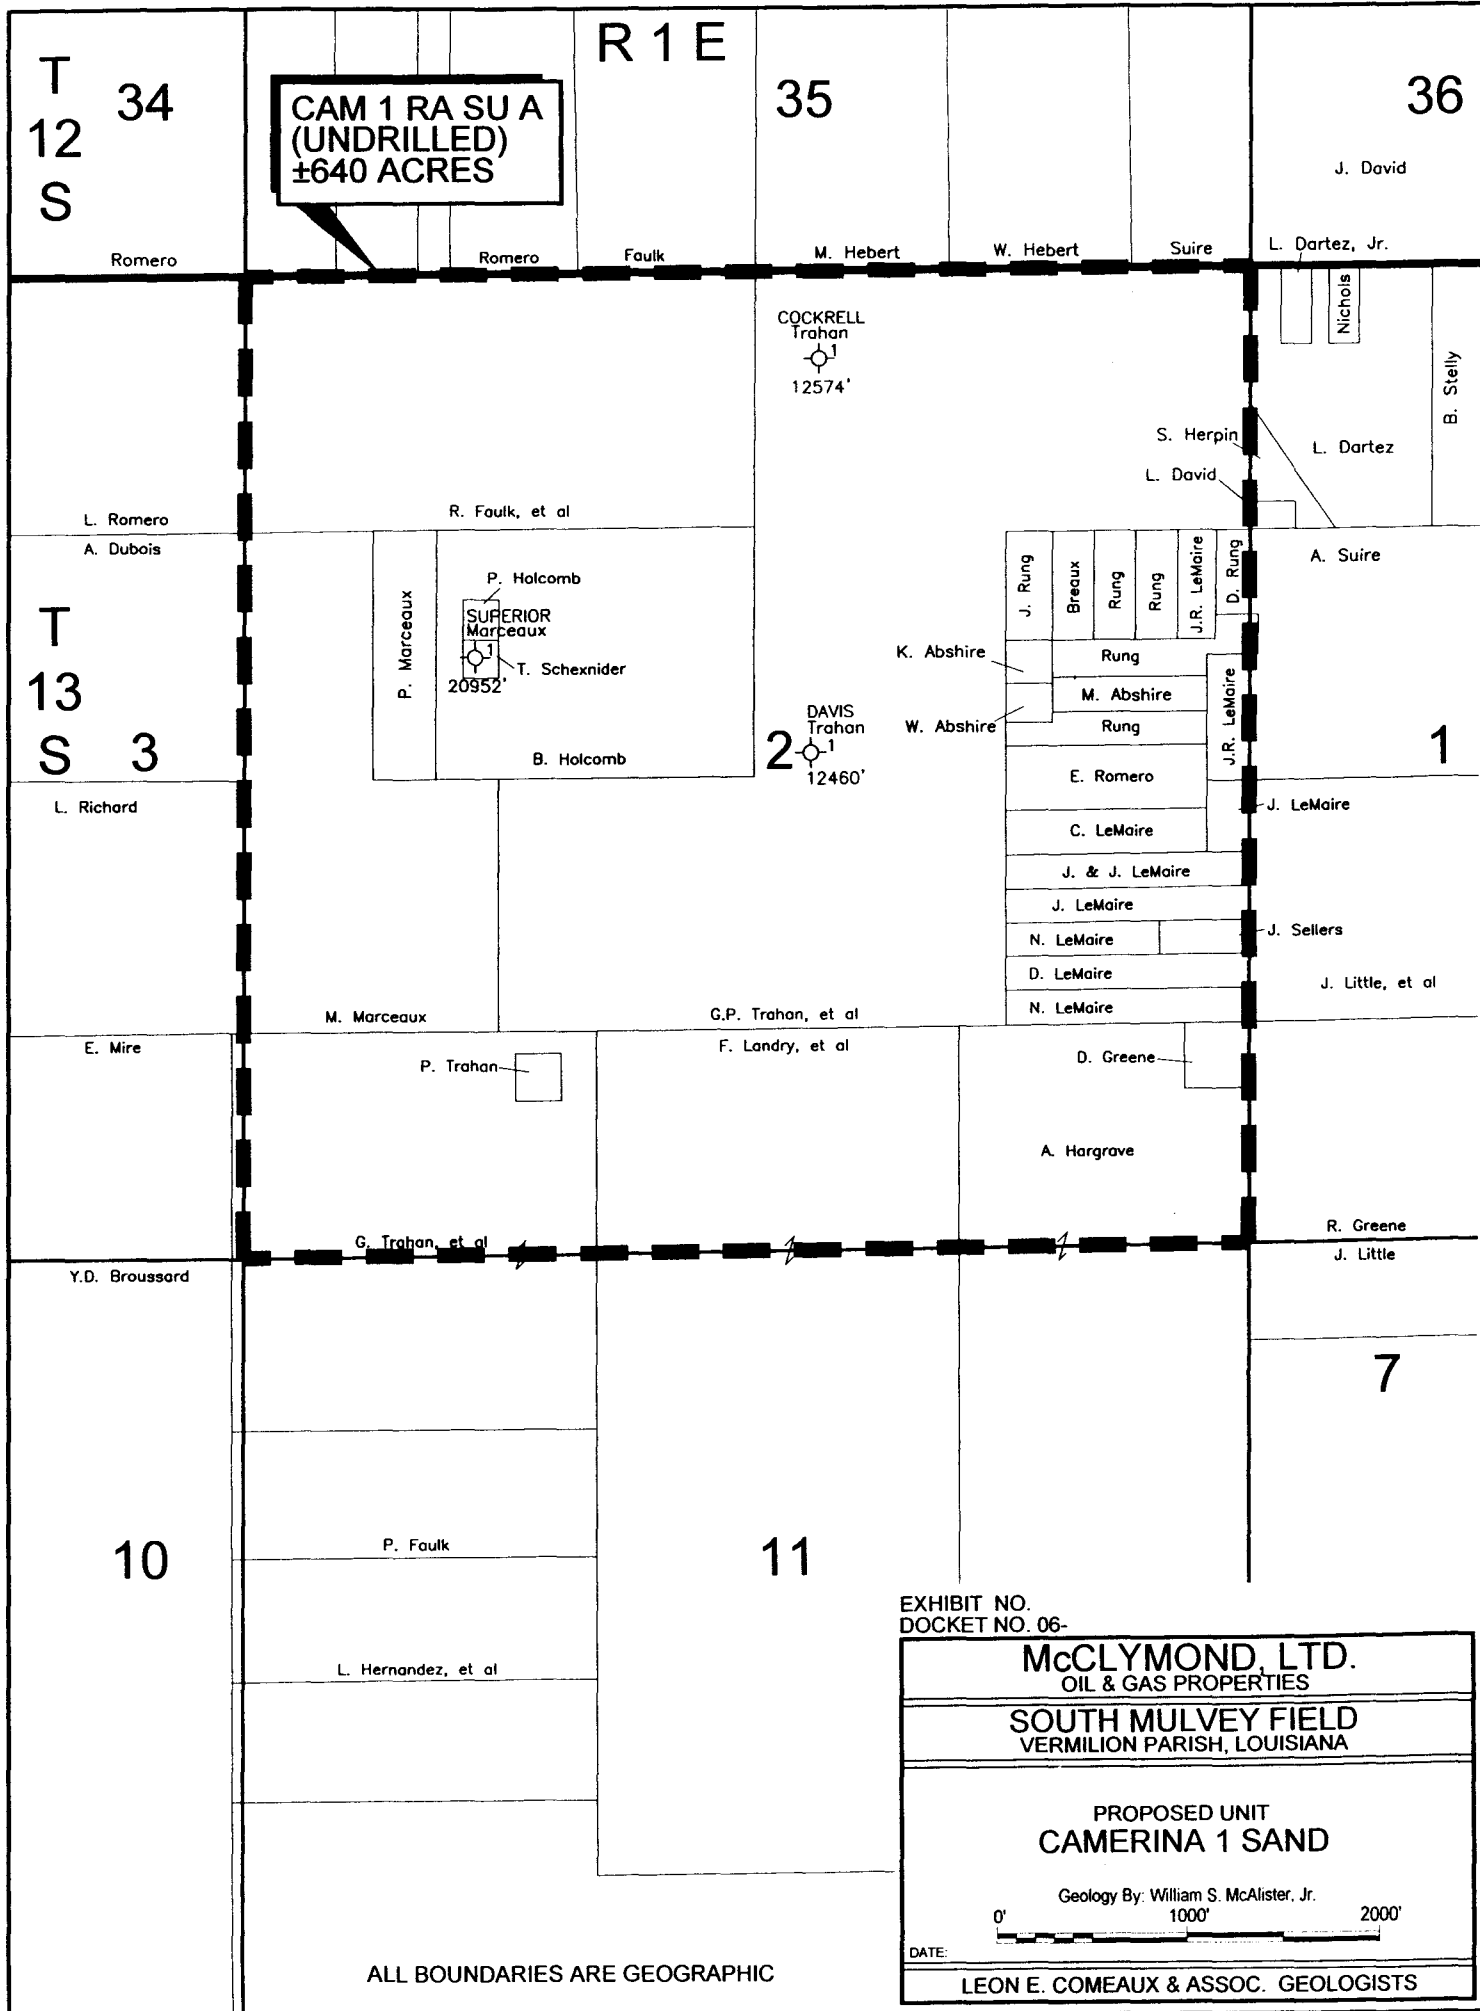 R 1 E
T
12
S
34
35
36
CAM 1 RA SU A
(UNDRILLED)
±640 ACRES
J. David
Romero
Romero
Faulk
M. Hebert
W. Hebert
Suire
L. Dartez, Jr.
Nichols
B. Stelly
COCKRELL
Trahan
1
12574'
S. Herpin
L. Dartez
L. David
L. Romero
R. Faulk, et al
A. Dubois
A. Suire
T
13
S
3
P. Marceaux
P. Holcomb
SUPERIOR
Marceaux
1
T. Schexnider
20952'
B. Holcomb
J. Rung
Breaux
Rung
Rung
J.R. LeMaire
D. Rung
K. Abshire
Rung
M. Abshire
W. Abshire
Rung
J.R. LeMaire
DAVIS
Trahan
2
1
12460'
1
E. Romero
L. Richard
J. LeMaire
C. LeMaire
J. & J. LeMaire
J. LeMaire
N. LeMaire
J. Sellers
D. LeMaire
J. Little, et al
N. LeMaire
M. Marceaux
G.P. Trahan, et al
E. Mire
F. Landry, et al
P. Trahan
D. Greene
A. Hargrave
G. Trahan, et al
R. Greene
Y.D. Broussard
J. Little
7
10
P. Faulk
11
L. Hernandez, et al
EXHIBIT NO.
DOCKET NO. 06-
McCLYMOND, LTD.
OIL & GAS PROPERTIES
SOUTH MULVEY FIELD
VERMILION PARISH, LOUISIANA
PROPOSED UNIT
CAMERINA 1 SAND
Geology By: William S. McAlister, Jr.
0' 1000' 2000'
DATE:
LEON E. COMEAUX & ASSOC. GEOLOGISTS
ALL BOUNDARIES ARE GEOGRAPHIC